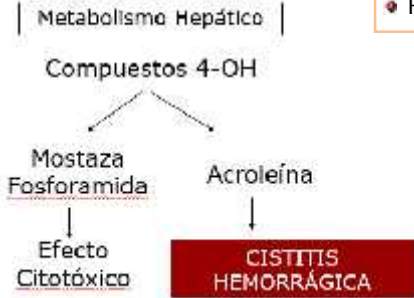 Metabolismo Hepático
Compuestos 4-OH
Mostaza
Fosforamida
Acroleína
Efecto
Citotóxico
CISTITIS
HEMORRÁGICA